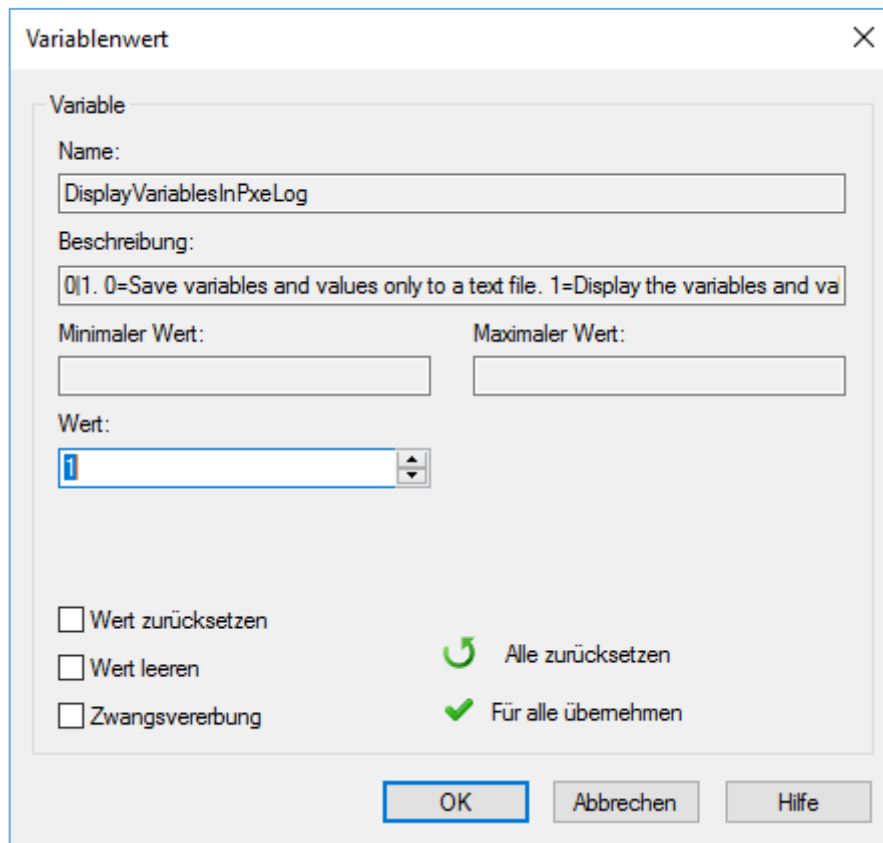 Variablenwert
Variable
Name:
DisplayVariablesInPxeLog
Beschreibung:
0|1. 0=Save variables and values only to a text file. 1=Display the variables and val
Minimaler Wert:
Maximaler Wert:
Wert:
1
Wert zurücksetzen
Alle zurücksetzen
Wert leeren
Für alle übernehmen
Zwangsvererbung
OK
Abbrechen
Hilfe